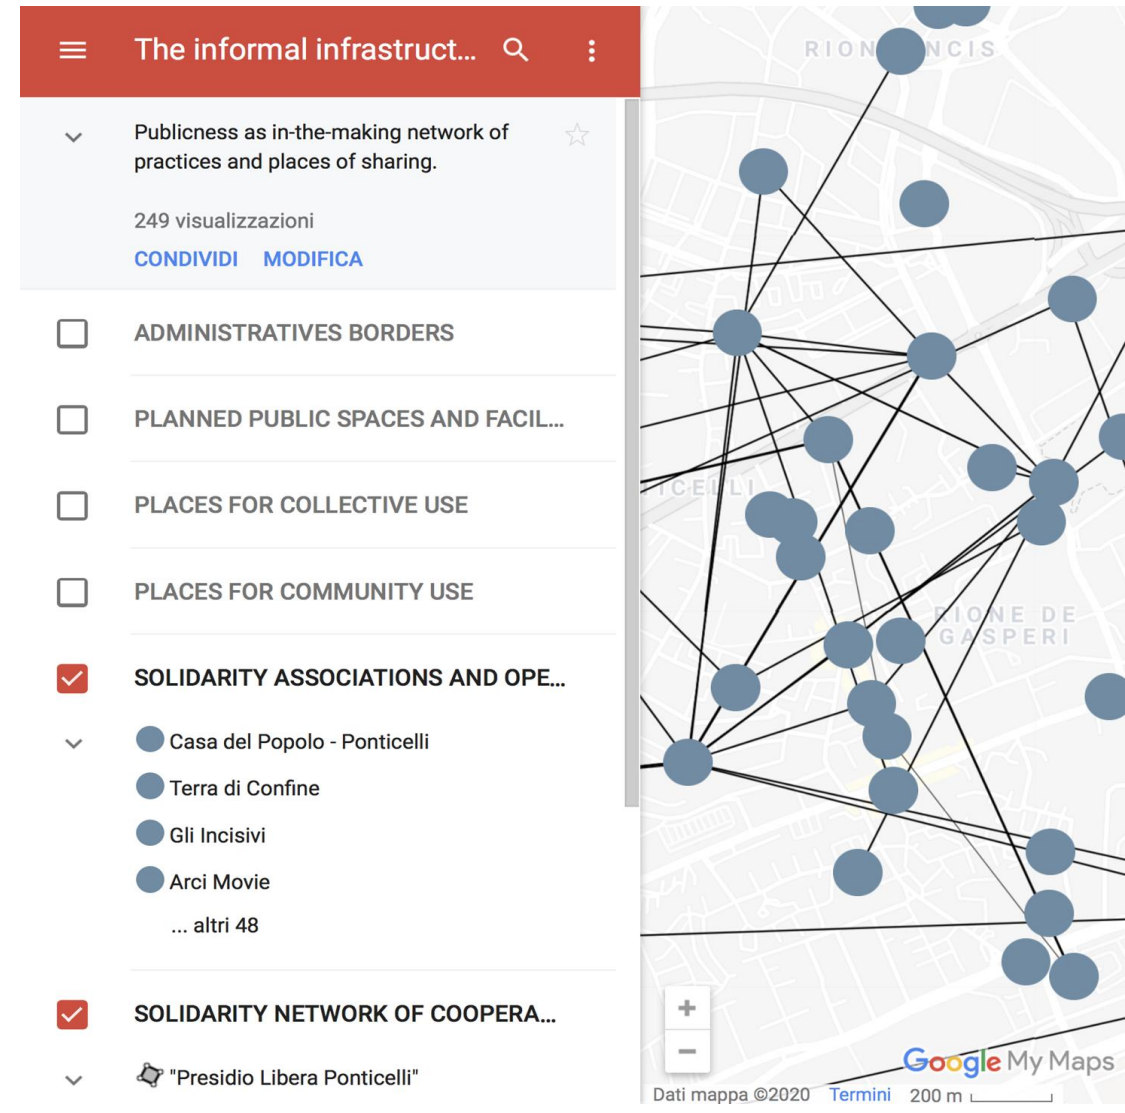 The informal infrastruct...
Publicness as in-the-making network of
practices and places of sharing.
249 visualizzazioni
CONDIVIDI MODIFICA
ADMINISTRATIVES BORDERS
PLANNED PUBLIC SPACES AND FACIL...
PLACES FOR COLLECTIVE USE
PLACES FOR COMMUNITY USE
SOLIDARITY ASSOCIATIONS AND OPE...
Casa del Popolo - Ponticelli
Terra di Confine
Gli Incisivi
Arci Movie
... altri 48
SOLIDARITY NETWORK OF COOPERA...
"Presidio Libera Ponticelli"
RIONE
NCIS
ICELLI
RIONE DE
GASPERI
Google My Maps
Dati mappa ©2020 Termini 200 m